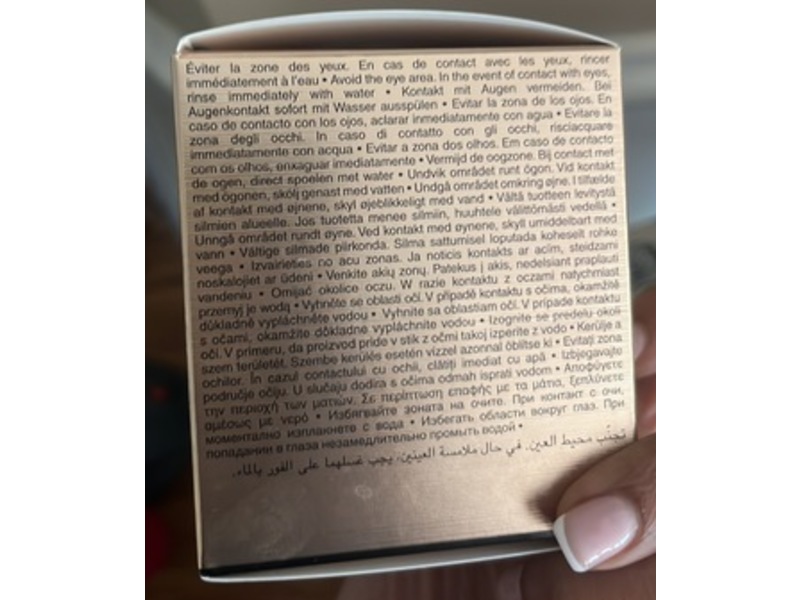 Éviter la zone des yeux. En cas de contact avec les yeux, rincer
immédiatement à l'eau • Avoid the eye area. In the event of contact with eyes,
rinse immediately with water • Kontakt mit Augen vermeiden. Bei
Augenkontakt sofort mit Wasser ausspülen • Evitar la zona de los ojos. En
caso de contacto con los ojos, aclarar inmediatamente con agua • Evitare la
zona degli occhi. In caso di contatto con gli occhi, risciacquare
immediatamente con acqua • Evitar a zona dos olhos. Em caso de contacto
com os olhos, enxaguar imediatamente • Vermijd de oogzone. Bij contact met
de ogen, direct spoelen met water • Undvik området runt ögon. Vid kontakt
med ögonen, skölj genast med vatten • Undgå området omkring øjne. I tilfælde
af kontakt med øjnene, skyl øjeblikkeligt med vand • Vältä tuotteen levitystä
silmien alueelle. Jos tuotetta menee silmiin, huuhtele välittömästi vedellä •
Unngå området rundt øyne. Ved kontakt med øynene, skyll umiddelbart med
vann • Vältige silmade piirkonda. Silma sattumisel loputada koheselt rohke
veega • Izvairieties no acu zonas. Ja noticis kontakts ar acīm, steidzami
noskalojiet ar ūdeni • Venkite akių zonų. Patekus į akis, nedelsiant praplauti
vandeniu • Omijać okolice oczu. W razie kontaktu z oczami natychmiast
przemyj je wodą • Vyhněte se oblasti očí. V případě kontaktu s očima, okamžitě
důkladně vypláchněte vodou • Vyhnite sa oblastiam očí. V prípade kontaktu
s očami, okamžite dôkladne vypláchnite vodou • Izognite se predelu okoli
oči. V primeru, da proizvod pride v stik z očmi takoj izperite z vodo • Kerülje a
szem területét. Szembe kerülés esetén vízzel azonnal öblítse ki • Evitați zona
ochilor. În cazul contactului cu ochii, clătiți imediat cu apă • Izbjegavajte
područje očiju. U slučaju dodira s očima odmah isprati vodom • Αποφύγετε
την περιοχή των ματιών. Σε περίπτωση επαφής με τα μάτια, ξεπλύνετε
αμέσως με νερό • Избягвайте зоната на очите. При контакт с очи,
моментално изплакнете с вода • Избегать области вокруг глаз. При
попадании в глаза незамедлительно промыть водой •
تجنّب محيط العين. في حال ملامسة العينين، يجب غسلهما على الفور بالماء.